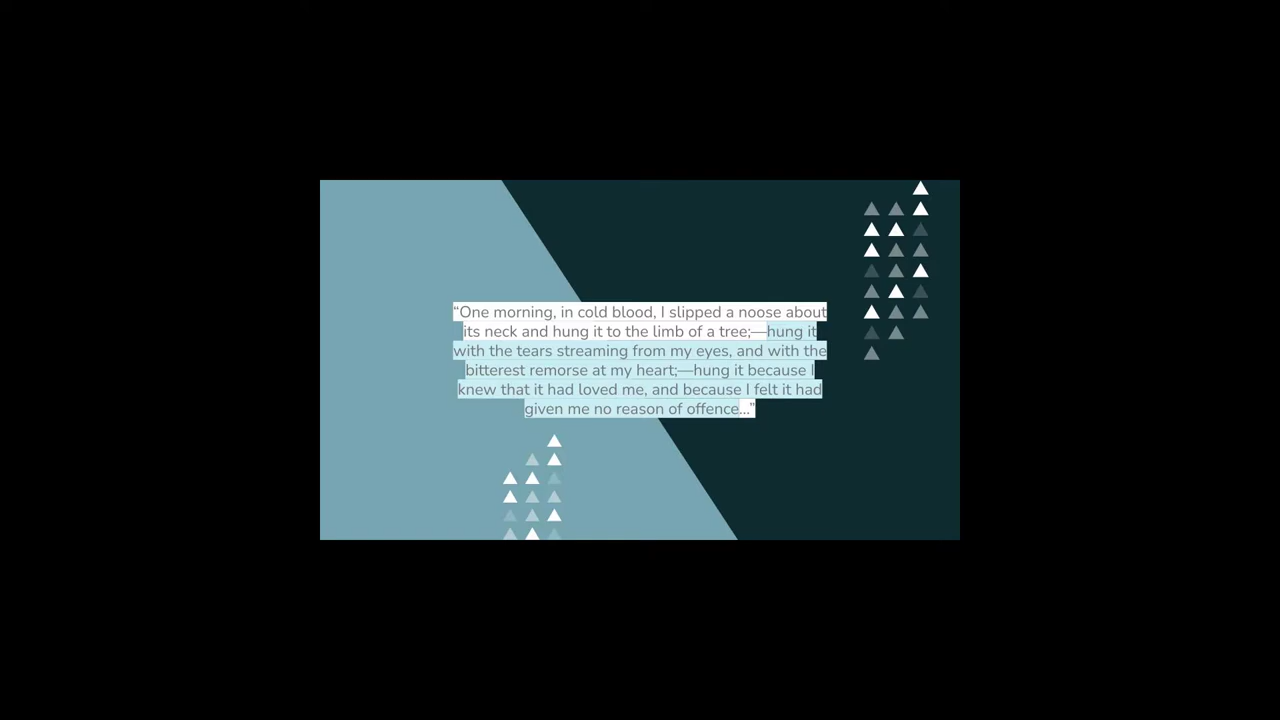 “One morning, in cold blood, I slipped a noose about
its neck and hung it to the limb of a tree;—hung it
with the tears streaming from my eyes, and with the
bitterest remorse at my heart;—hung it because I
knew that it had loved me, and because I felt it had
given me no reason of offence...”